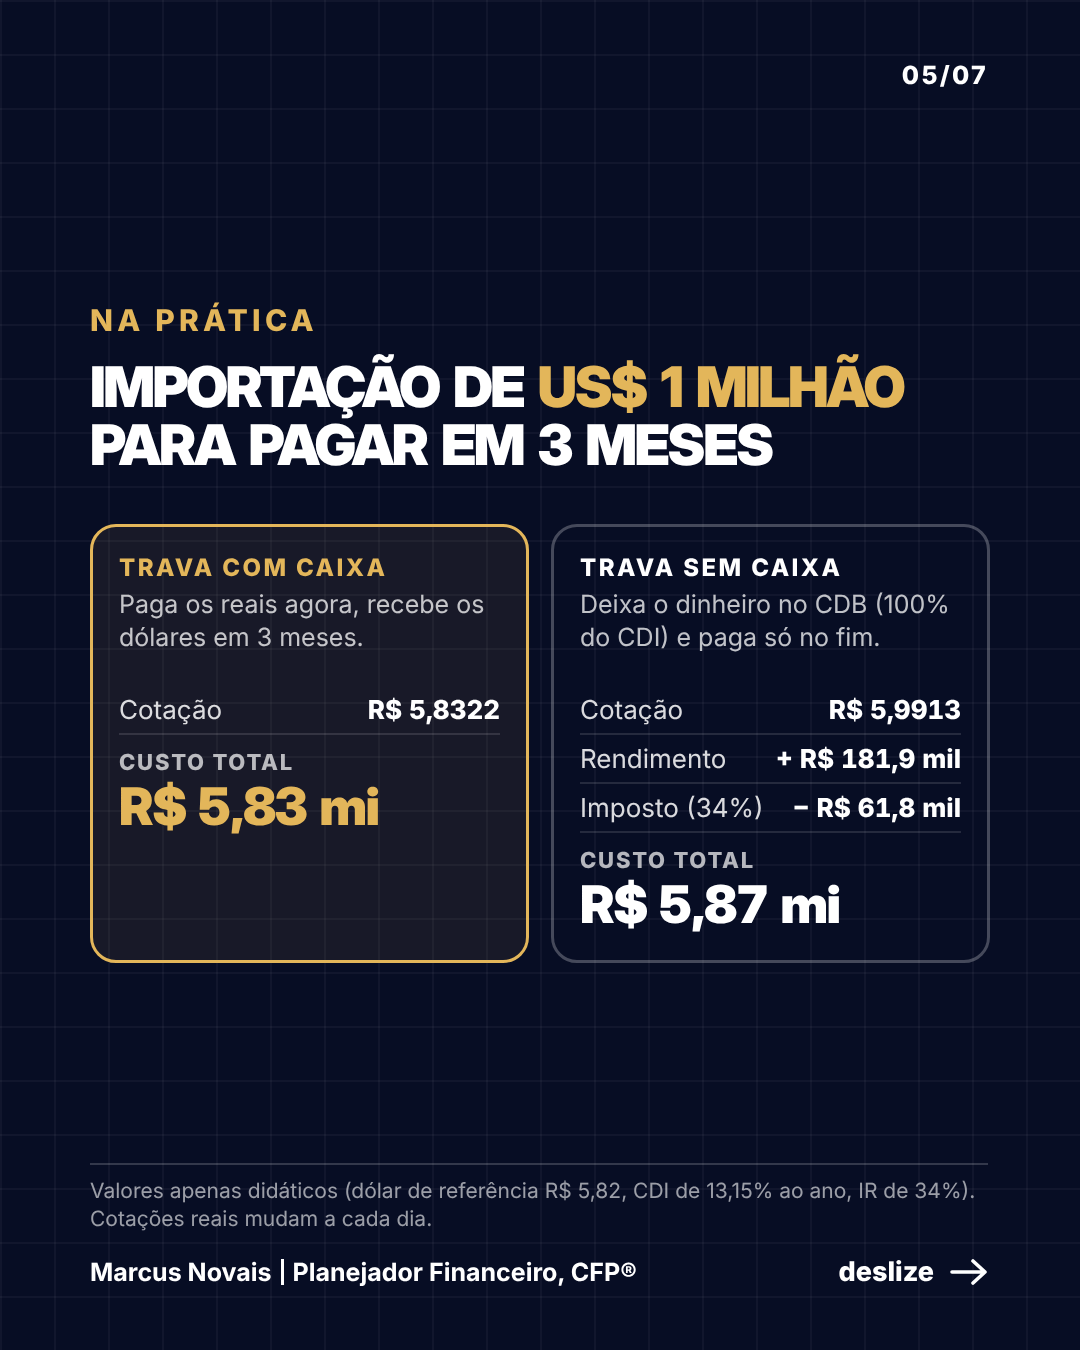 05/07
NA PRÁTICA
IMPORTAÇÃO DE US$ 1 MILHÃO
PARA PAGAR EM 3 MESES
TRAVA COM CAIXA
Paga os reais agora, recebe os
dólares em 3 meses.
Cotação R$ 5,8322
CUSTO TOTAL
R$ 5,83 mi
TRAVA SEM CAIXA
Deixa o dinheiro no CDB (100%
do CDI) e paga só no fim.
Cotação R$ 5,9913
Rendimento + R$ 181,9 mil
Imposto (34%) − R$ 61,8 mil
CUSTO TOTAL
R$ 5,87 mi
Valores apenas didáticos (dólar de referência R$ 5,82, CDI de 13,15% ao ano, IR de 34%).
Cotações reais mudam a cada dia.
Marcus Novais | Planejador Financeiro, CFP®
deslize →